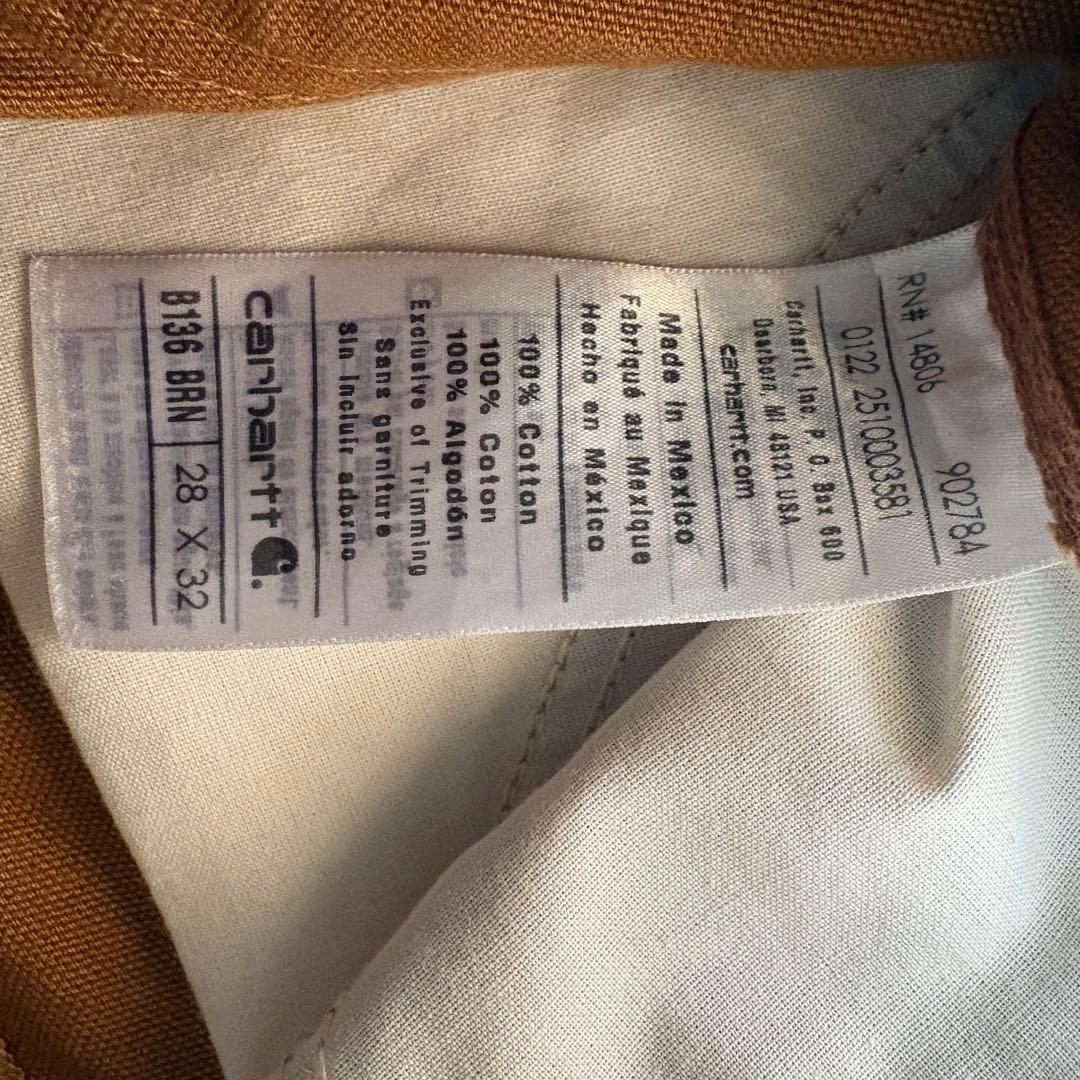 RN# 14806 902784
0122 25100003581
Carhartt, Inc. P.O. Box 600
Dearborn, MI 48121 USA
carhartt.com
Made in Mexico
Fabriqué au Mexique
Hecho en México
100% Cotton
100% Coton
100% Algodón
Exclusive of Trimming
Sans garniture
Sin Incluir adorno
carhartt
B136 BRN 28 X 32